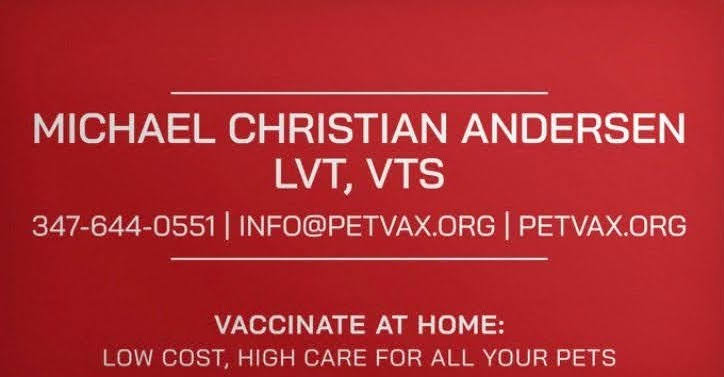 MICHAEL CHRISTIAN ANDERSEN
LVT, VTS
347-644-0551 | INFO@PETVAX.ORG | PETVAX.ORG
VACCINATE AT HOME:
LOW COST, HIGH CARE FOR ALL YOUR PETS